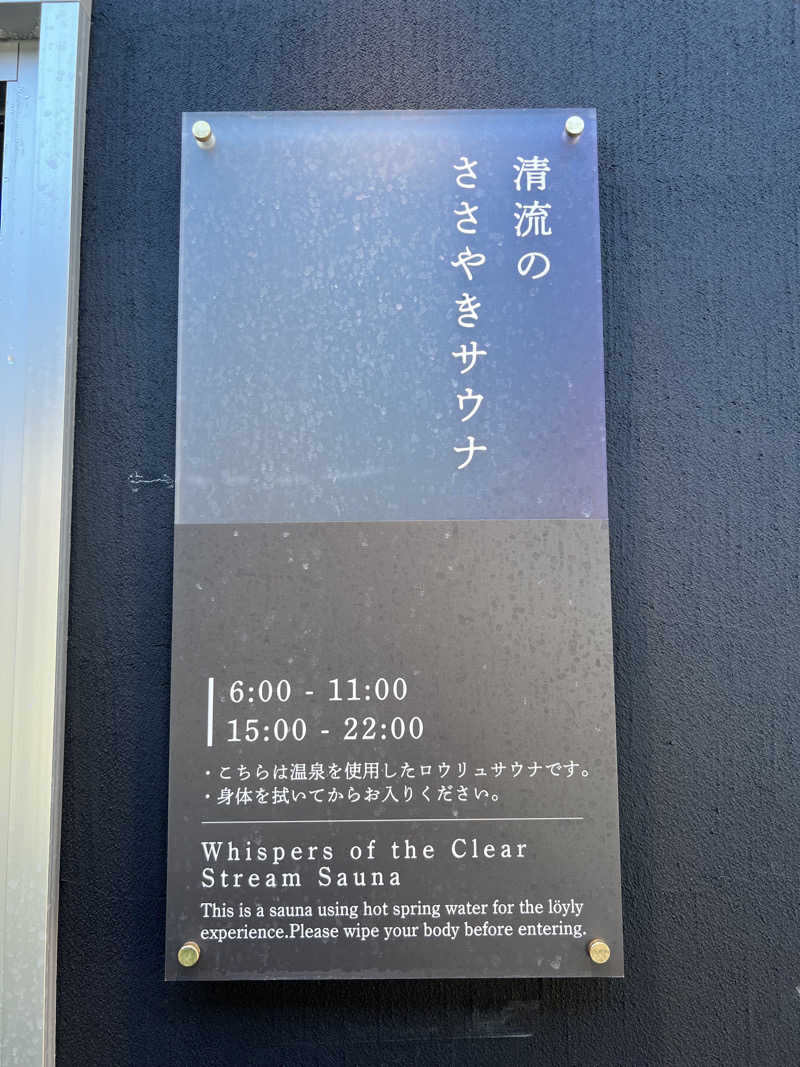 清流の
ささやきサウナ
6:00 - 11:00
15:00 - 22:00
・こちらは温泉を使用したロウリュサウナです。
・身体を拭いてからお入りください。
Whispers of the Clear
Stream Sauna
This is a sauna using hot spring water for the löyly
experience.Please wipe your body before entering.